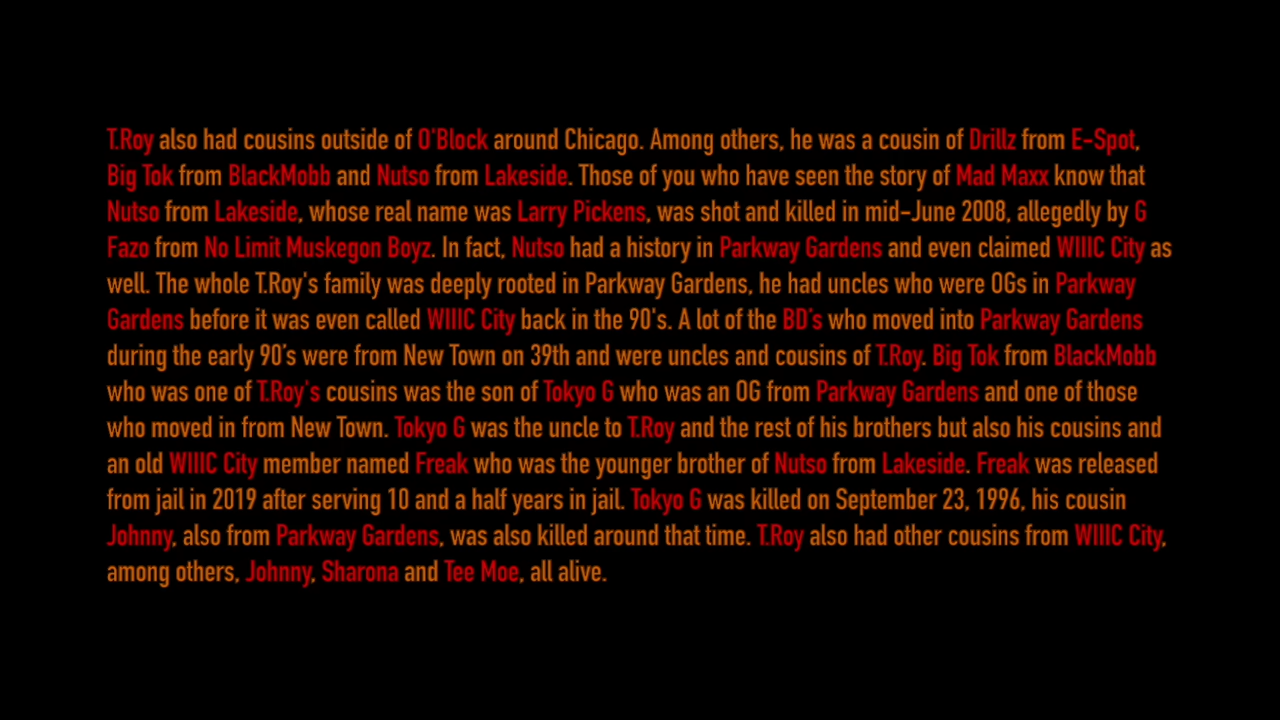 T.Roy also had cousins outside of O'Block around Chicago. Among others, he was a cousin of Drillz from E-Spot,
Big Tok from BlackMobb and Nutso from Lakeside. Those of you who have seen the story of Mad Maxx know that
Nutso from Lakeside, whose real name was Larry Pickens, was shot and killed in mid-June 2008, allegedly by G
Fazo from No Limit Muskegon Boyz. In fact, Nutso had a history in Parkway Gardens and even claimed WIIIC City as
well. The whole T.Roy's family was deeply rooted in Parkway Gardens, he had uncles who were OGs in Parkway
Gardens before it was even called WIIIC City back in the 90's. A lot of the BD's who moved into Parkway Gardens
during the early 90's were from New Town on 39th and were uncles and cousins of T.Roy. Big Tok from BlackMobb
who was one of T.Roy's cousins was the son of Tokyo G who was an OG from Parkway Gardens and one of those
who moved in from New Town. Tokyo G was the uncle to T.Roy and the rest of his brothers but also his cousins and
an old WIIIC City member named Freak who was the younger brother of Nutso from Lakeside. Freak was released
from jail in 2019 after serving 10 and a half years in jail. Tokyo G was killed on September 23, 1996, his cousin
Johnny, also from Parkway Gardens, was also killed around that time. T.Roy also had other cousins from WIIIC City,
among others, Johnny, Sharona and Tee Moe, all alive.